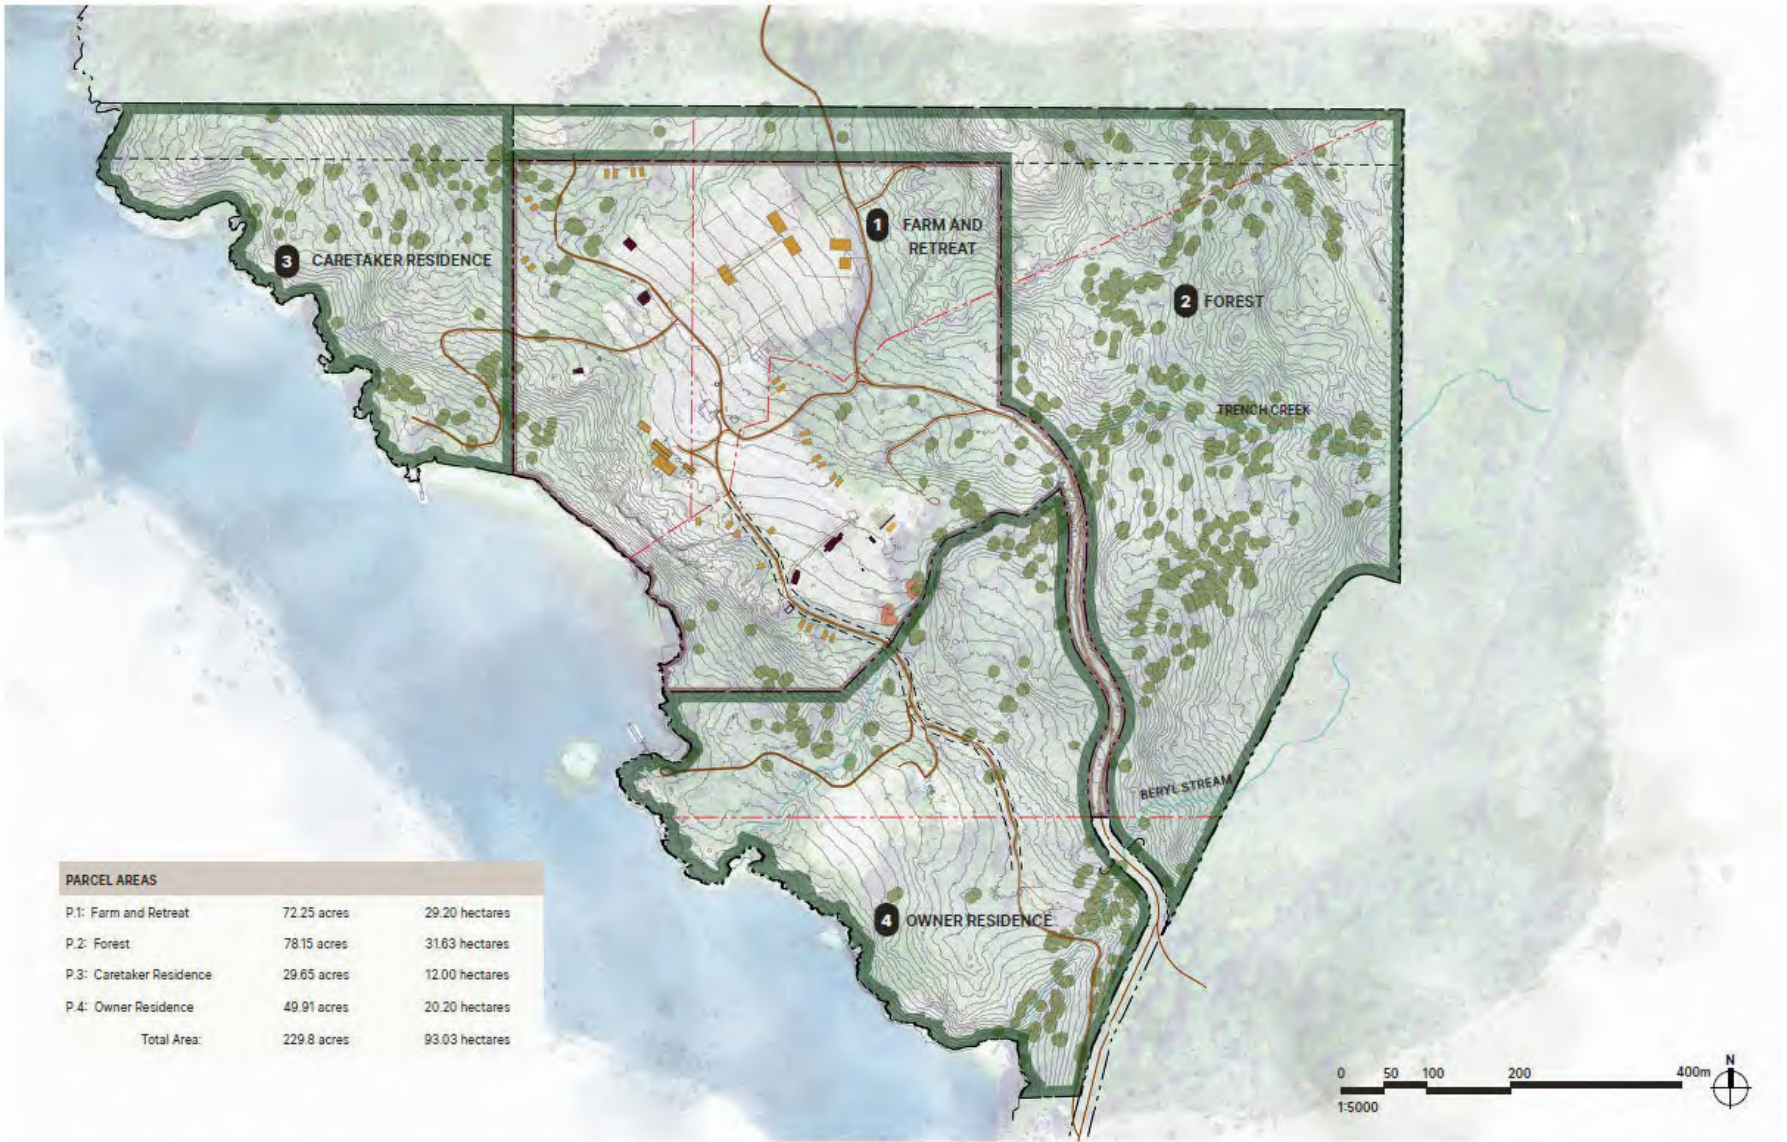 1 FARM AND
RETREAT
3 CARETAKER RESIDENCE
2 FOREST
TRENCH CREEK
BERYL STREAM
4 OWNER RESIDENCE
PARCEL AREAS
P.1: Farm and Retreat 72.25 acres 29.20 hectares
P.2: Forest 78.15 acres 31.63 hectares
P.3: Caretaker Residence 29.65 acres 12.00 hectares
P.4: Owner Residence 49.91 acres 20.20 hectares
Total Area: 229.8 acres 93.03 hectares
0 50 100 200 400m
1:5000
N